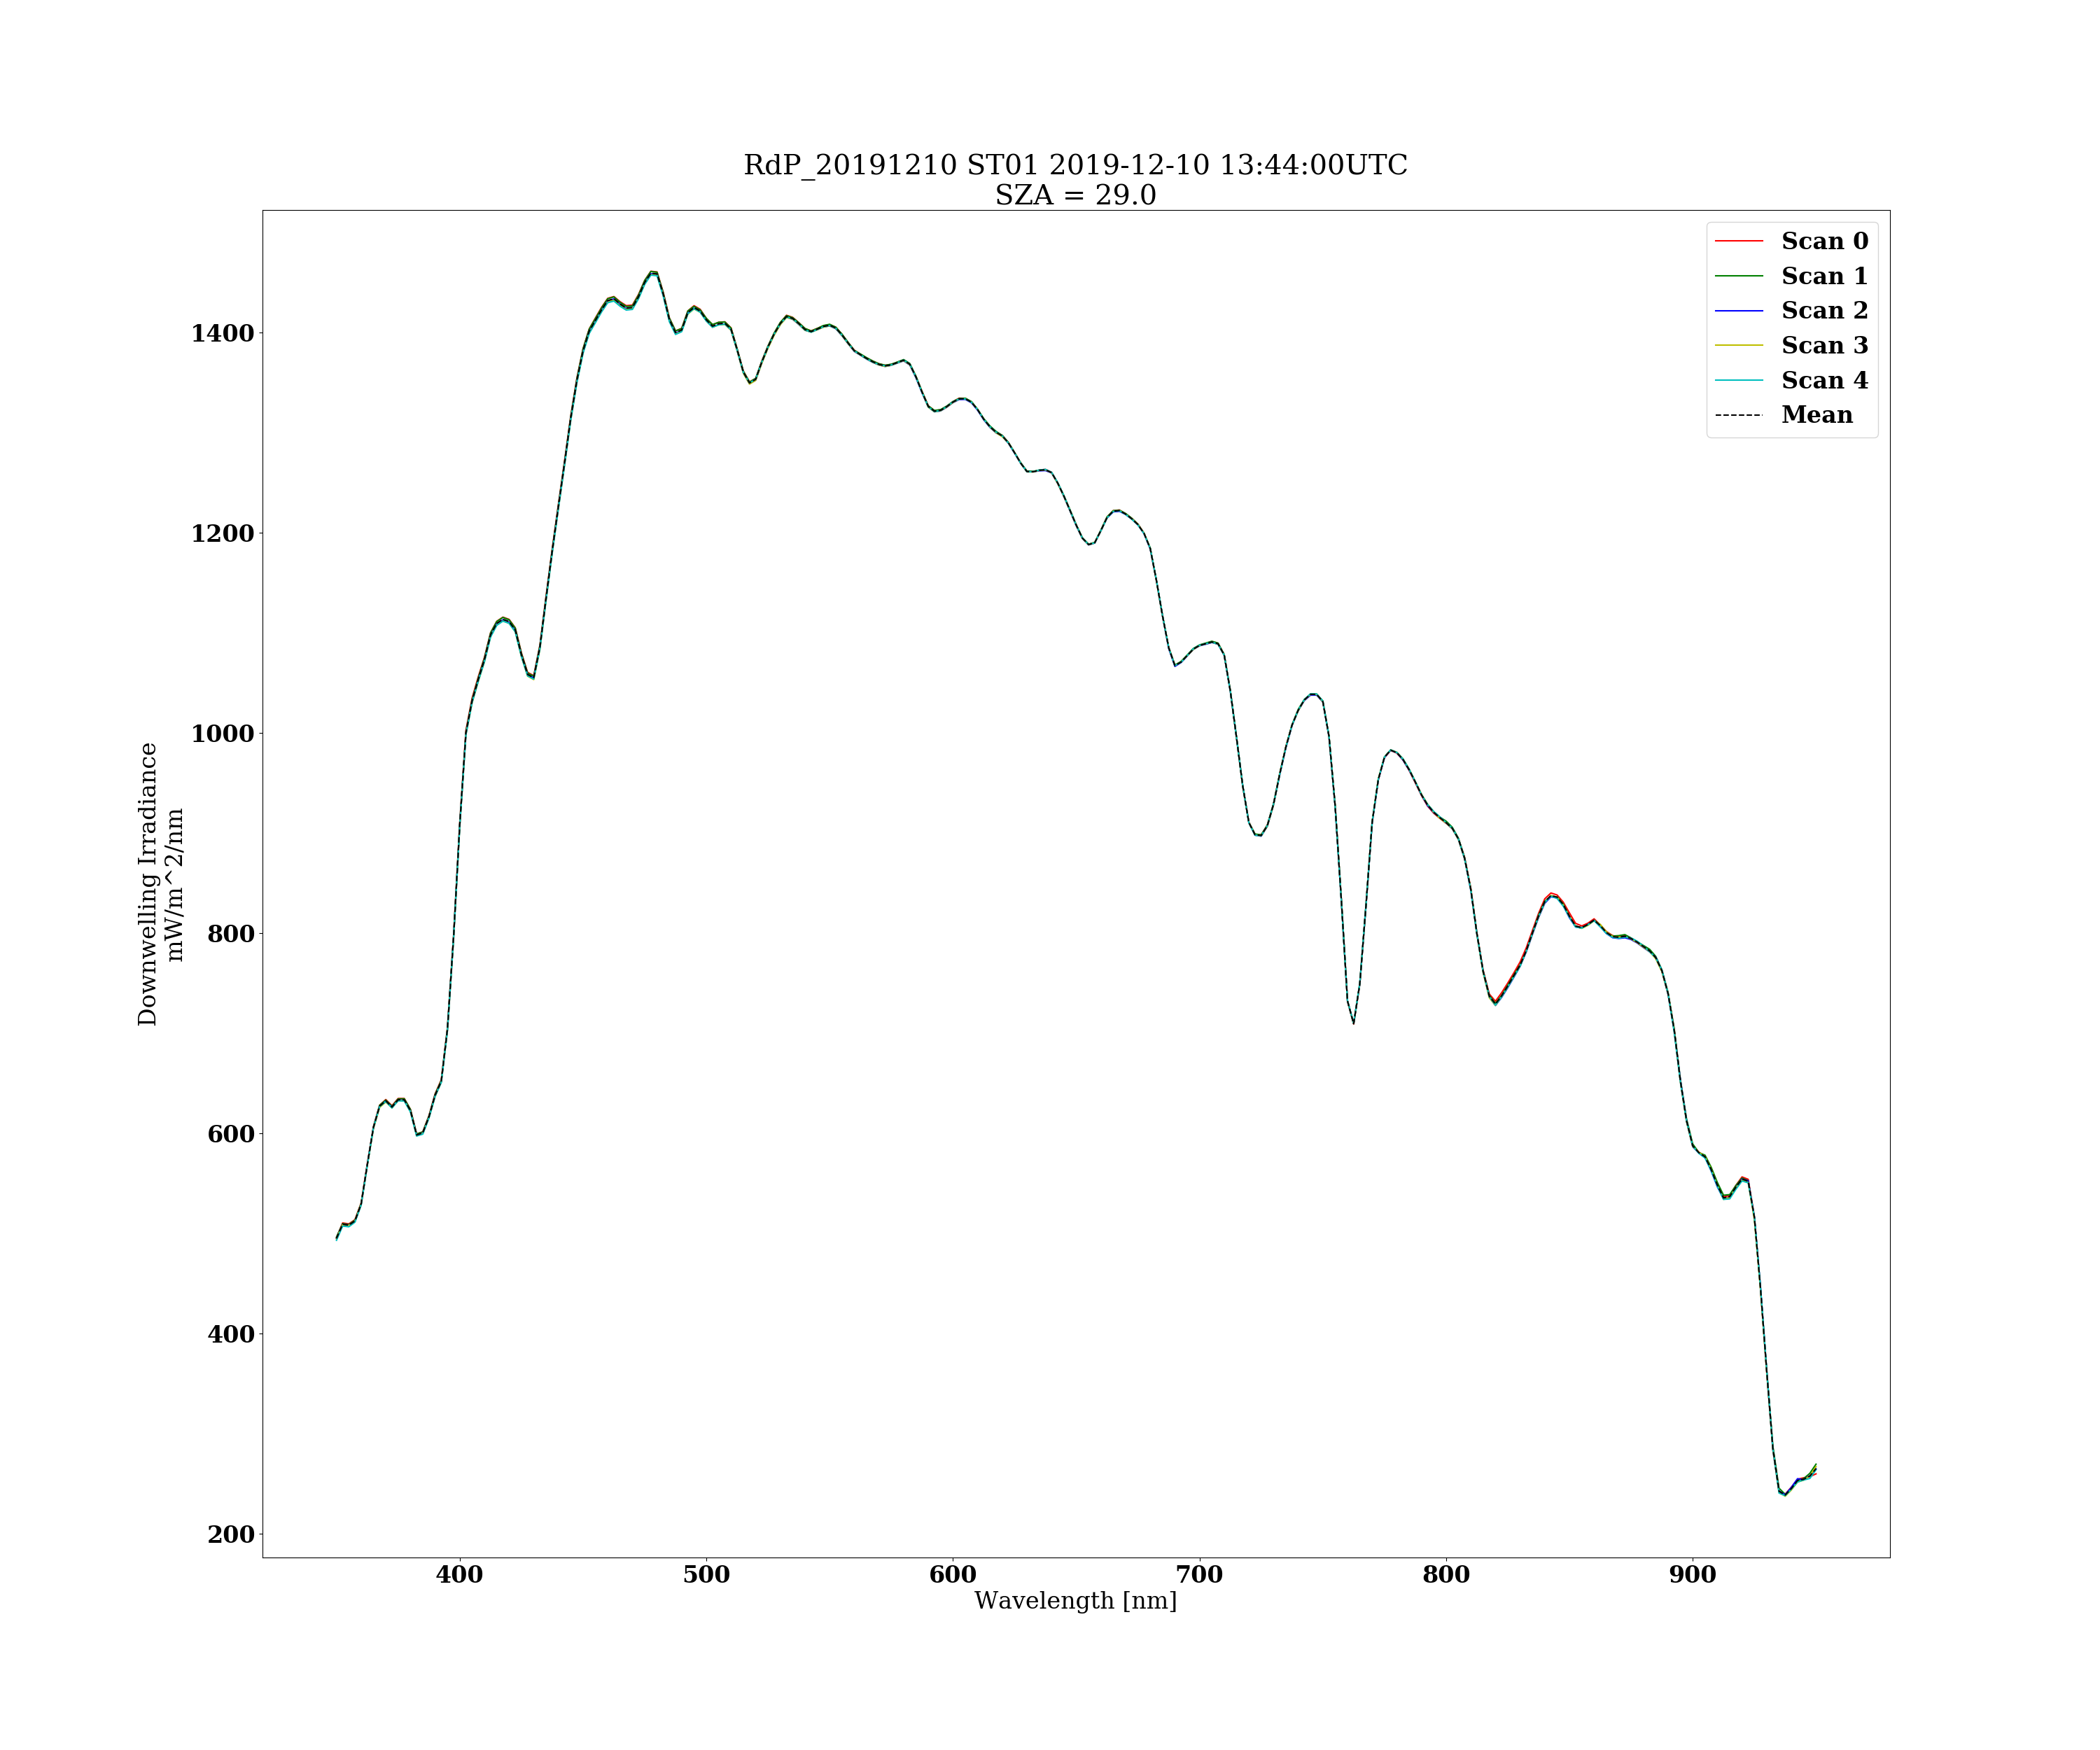 RdP_20191210 ST01 2019-12-10 13:44:00UTC
SZA = 29.0
Scan 0
Scan 1
Scan 2
Scan 3
Scan 4
Mean
Downwelling Irradiance
mW/m^2/nm
1400
1200
1000
800
600
400
200
400 500 600 700 800 900
Wavelength [nm]